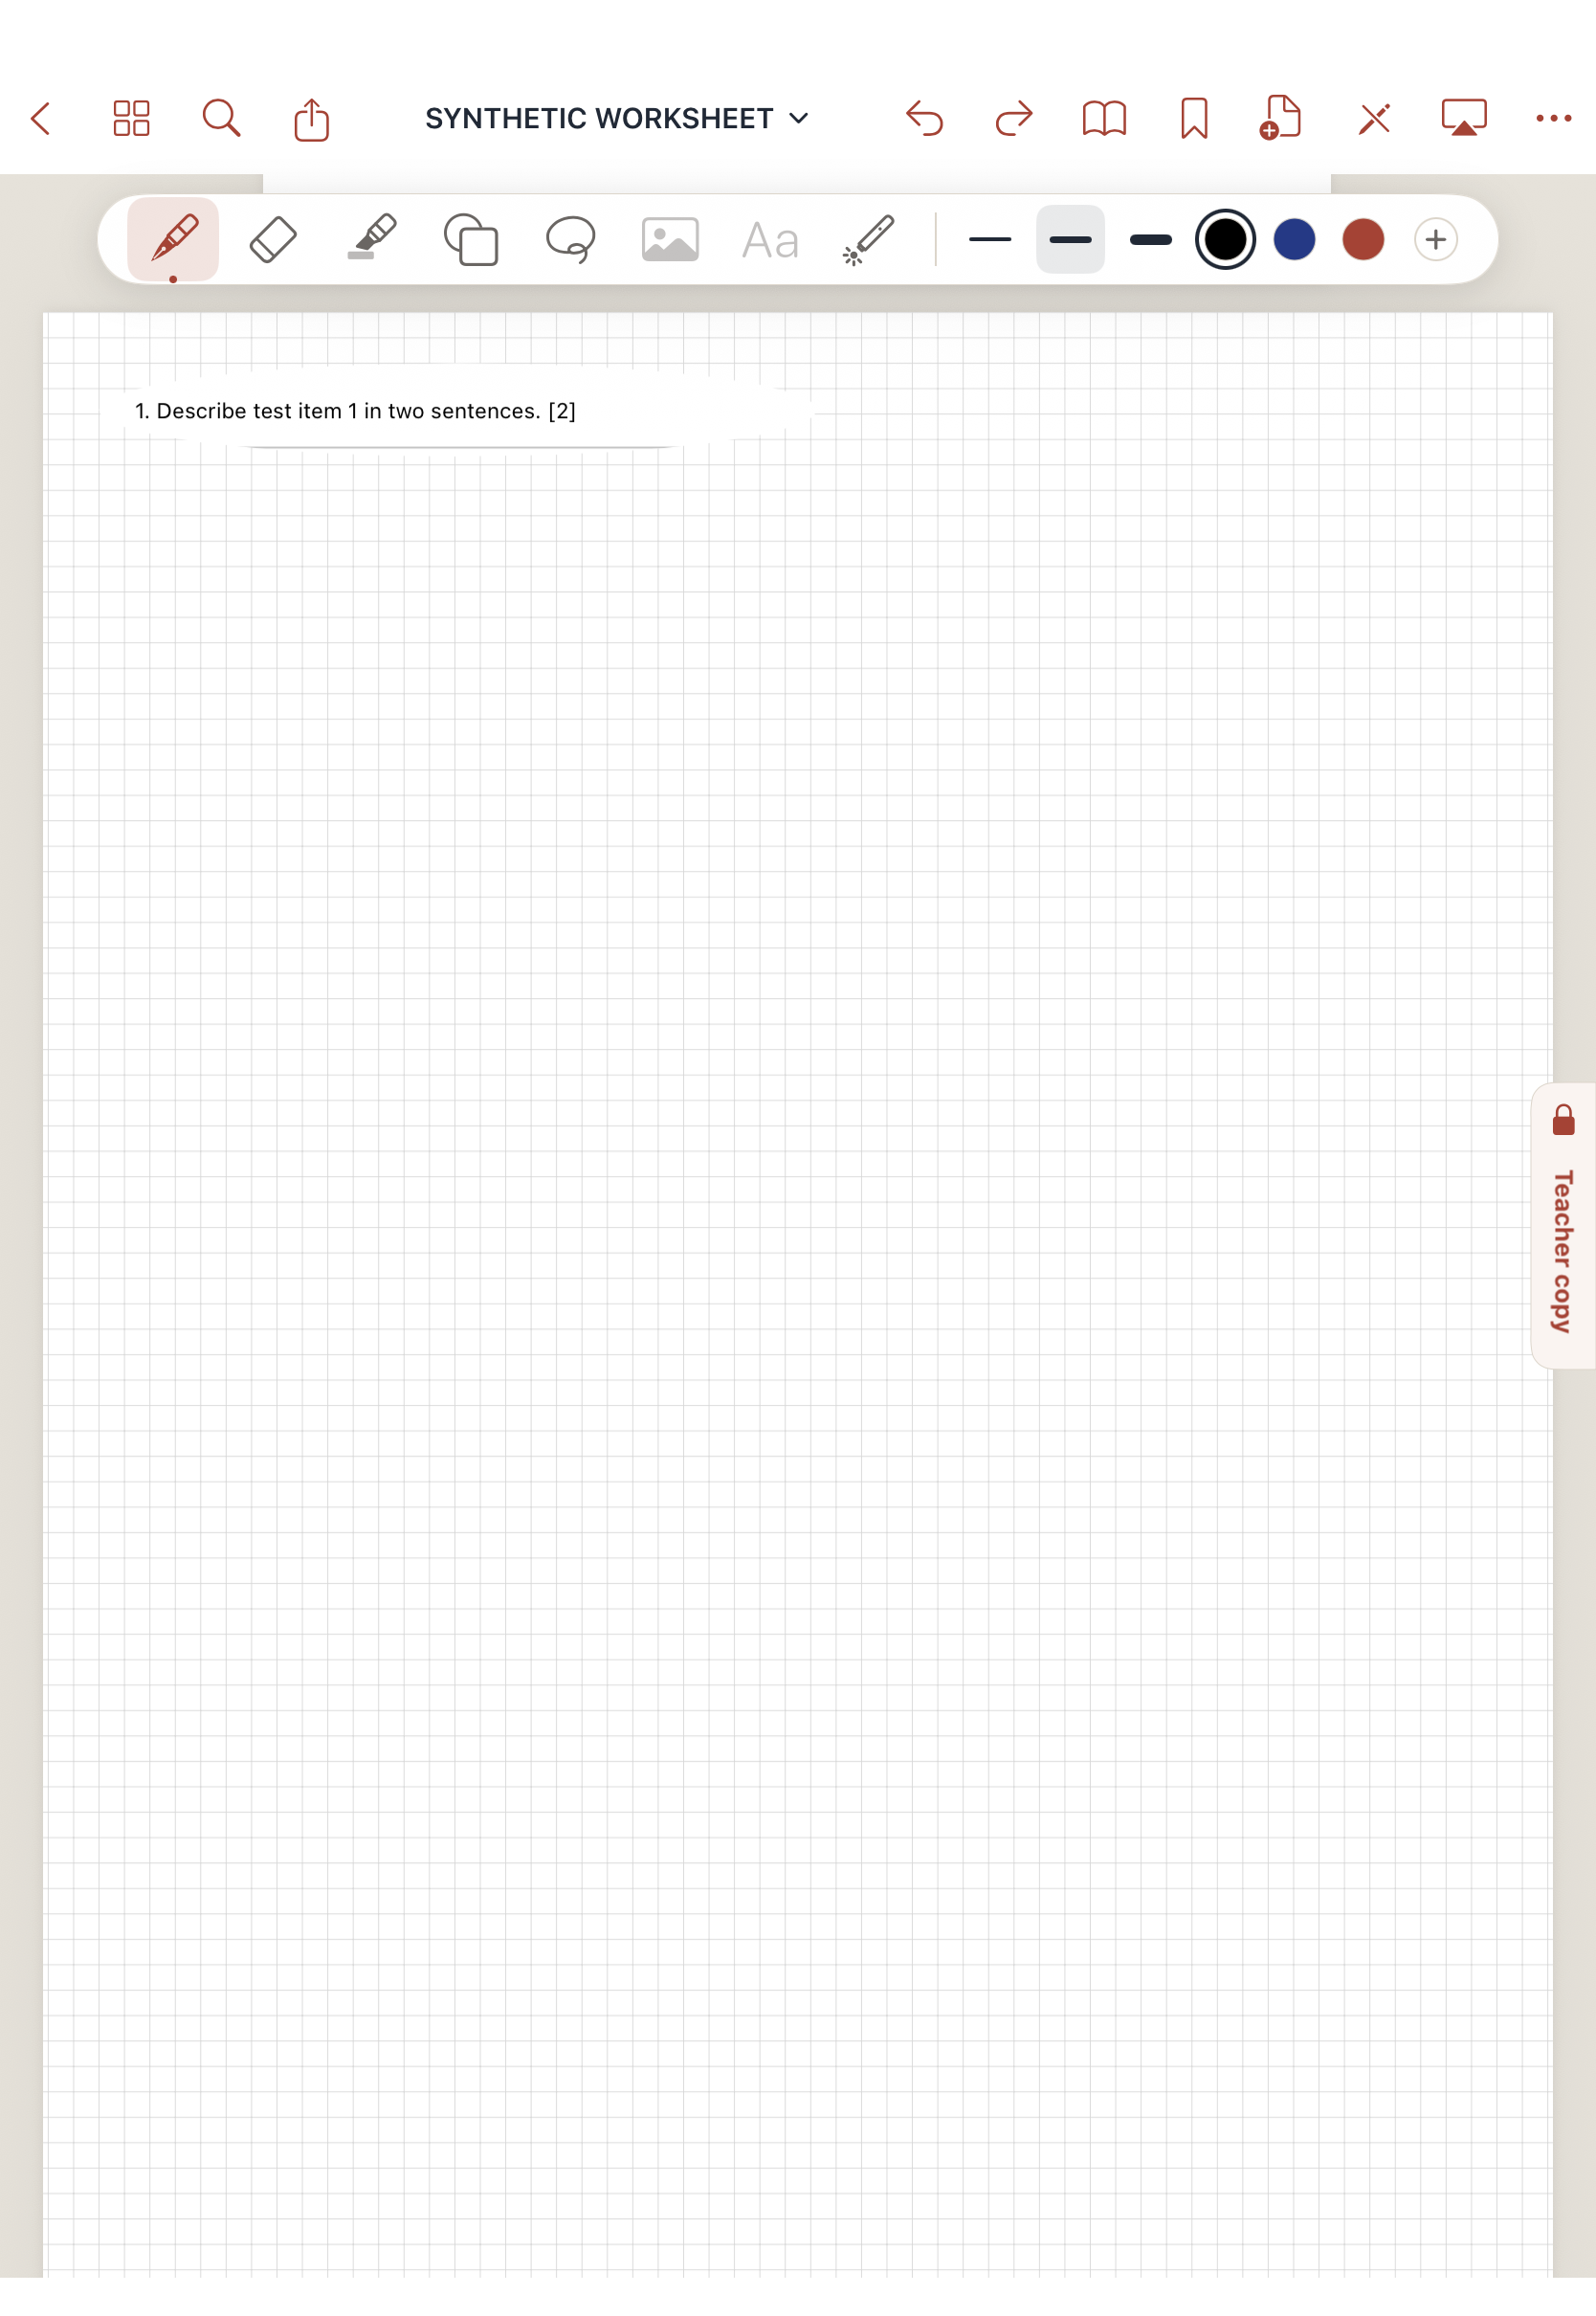 SYNTHETIC WORKSHEET
Aa
1. Describe test item 1 in two sentences. [2]
Teacher copy